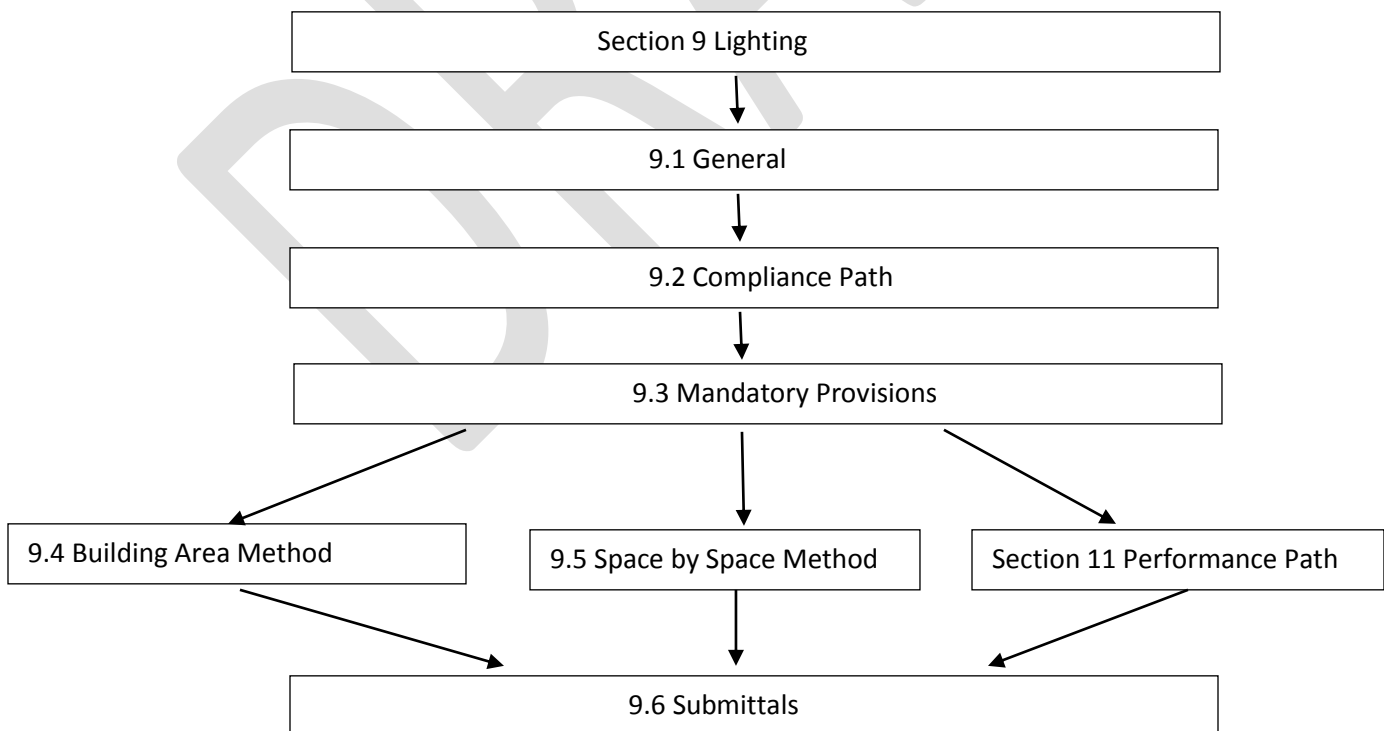 Section 9 Lighting
9.1 General
9.2 Compliance Path
9.3 Mandatory Provisions
9.4 Building Area Method
9.5 Space by Space Method
Section 11 Performance Path
9.6 Submittals